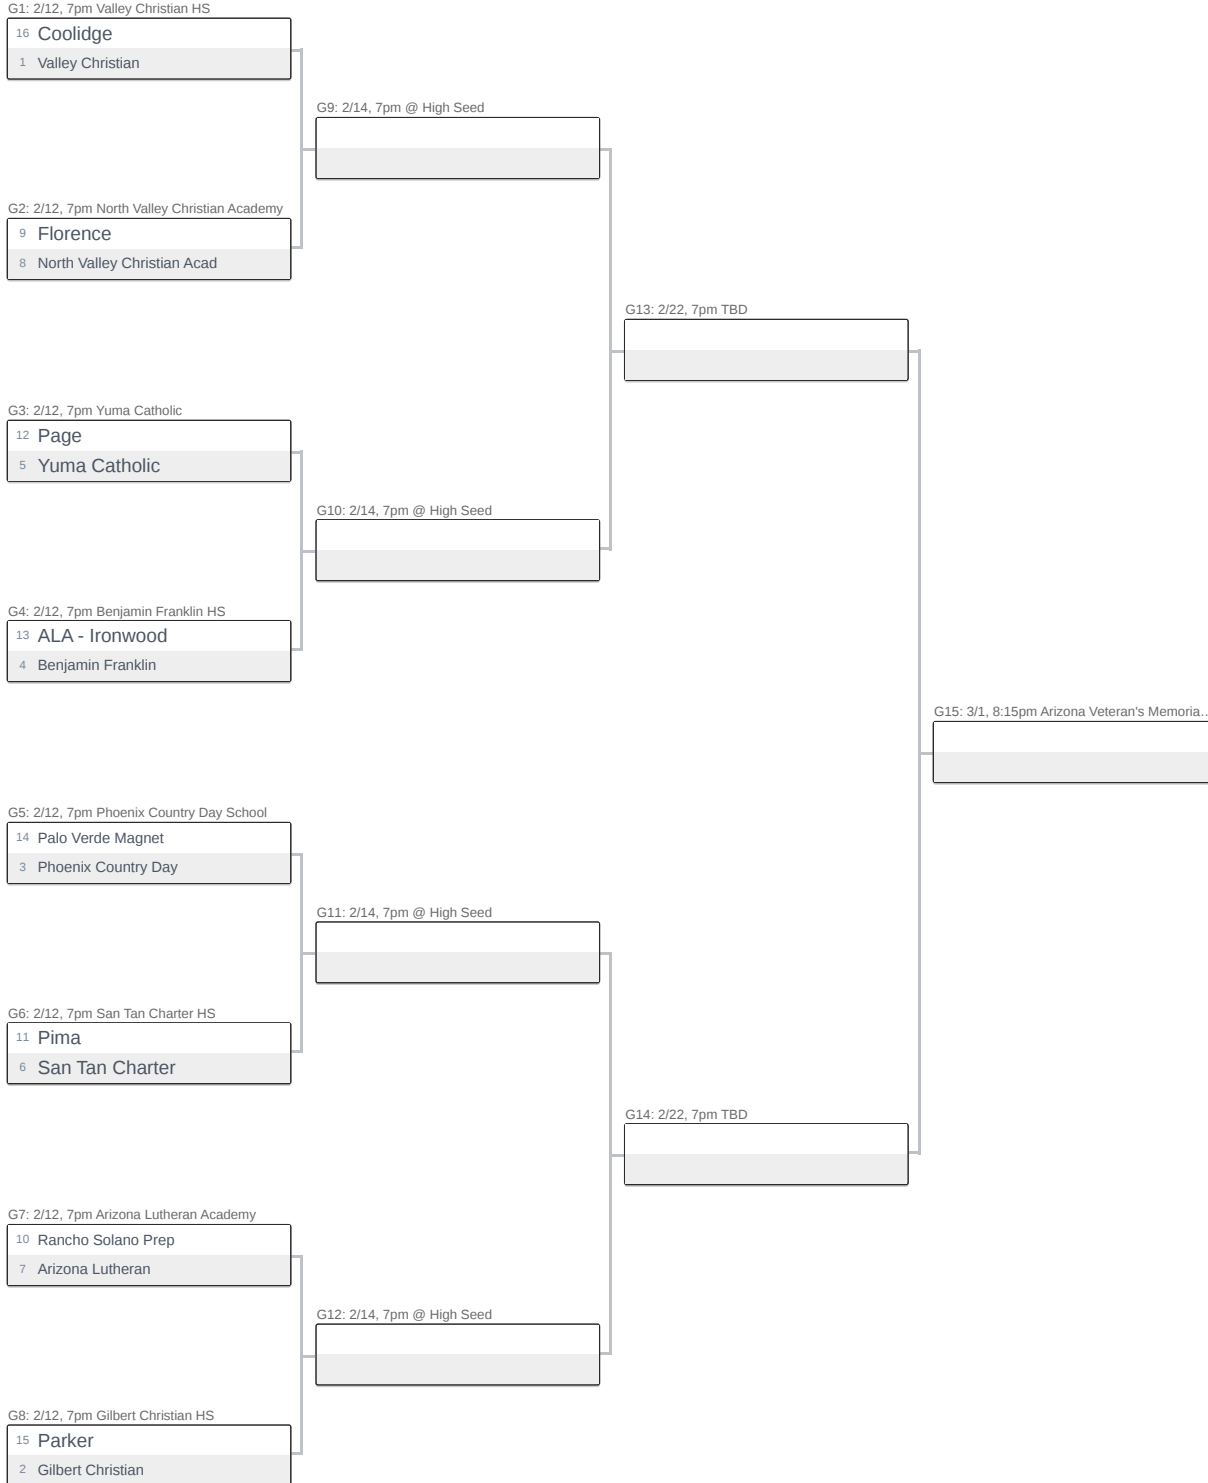 G1: 2/12, 7pm Valley Christian HS
16 Coolidge
1 Valley Christian
G9: 2/14, 7pm @ High Seed
G2: 2/12, 7pm North Valley Christian Academy
9 Florence
8 North Valley Christian Acad
G13: 2/22, 7pm TBD
G3: 2/12, 7pm Yuma Catholic
12 Page
5 Yuma Catholic
G10: 2/14, 7pm @ High Seed
G4: 2/12, 7pm Benjamin Franklin HS
13 ALA - Ironwood
4 Benjamin Franklin
G15: 3/1, 8:15pm Arizona Veteran's Memoria...
G5: 2/12, 7pm Phoenix Country Day School
14 Palo Verde Magnet
3 Phoenix Country Day
G11: 2/14, 7pm @ High Seed
G6: 2/12, 7pm San Tan Charter HS
11 Pima
6 San Tan Charter
G14: 2/22, 7pm TBD
G7: 2/12, 7pm Arizona Lutheran Academy
10 Rancho Solano Prep
7 Arizona Lutheran
G12: 2/14, 7pm @ High Seed
G8: 2/12, 7pm Gilbert Christian HS
15 Parker
2 Gilbert Christian